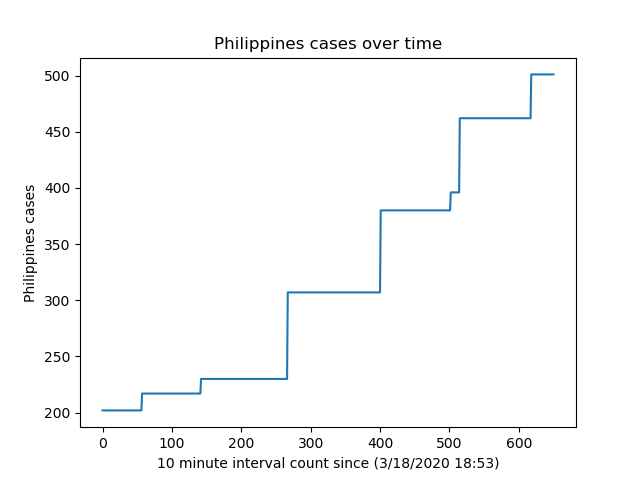 Philippines cases over time
500
450
400
350
300
250
200
Philippines cases
0 100 200 300 400 500 600
10 minute interval count since (3/18/2020 18:53)